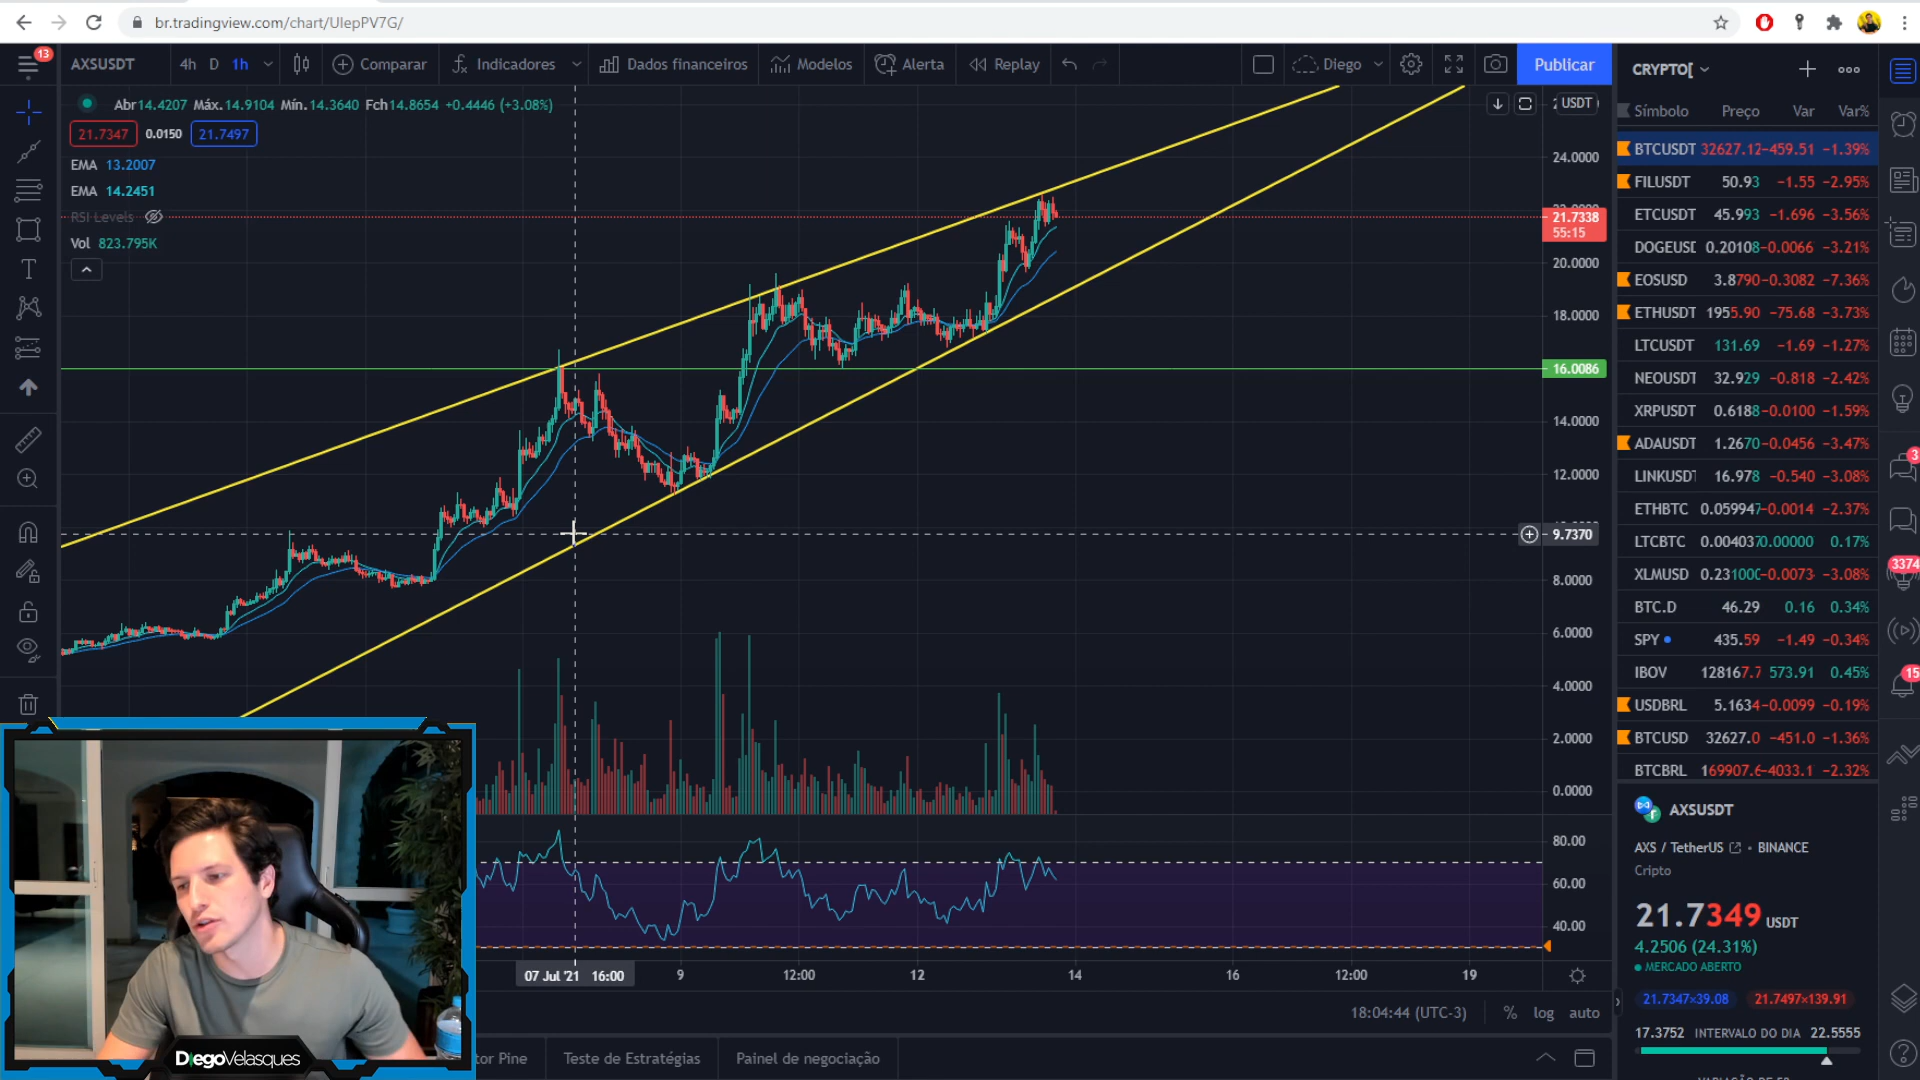 br.tradingview.com/chart/UIepPV7G/
13
AXSUSDT
4h D 1h
Comparar
Indicadores
Dados financeiros
Modelos
Alerta
Replay
Diego
Publicar
Abr14.4207 Máx.14.9104 Mín.14.3640 Fch14.8654 +0.4446 (+3.08%)
21.7347 0.0150 21.7497
EMA 13.2007
EMA 14.2451
RSI Levels
Vol 823.795K
USDT
24.0000
21.7338
55:15
20.0000
18.0000
16.0086
14.0000
12.0000
9.7370
8.0000
6.0000
4.0000
2.0000
0.0000
80.00
60.00
40.00
07 Jul '21 16:00
9
12:00
12
14
16
12:00
19
18:04:44 (UTC-3)
%
log
auto
tor Pine
Teste de Estratégias
Painel de negociação
DiegoVelasques
CRYPTO[
Símbolo Preço Var Var%
BTCUSDT 32627.12 −459.51 −1.39%
FILUSDT 50.93 −1.55 −2.95%
ETCUSDT 45.993 −1.696 −3.56%
DOGEUSD 0.20108 −0.0066 −3.21%
EOSUSD 3.8790 −0.3082 −7.36%
ETHUSDT 1955.90 −75.68 −3.73%
LTCUSDT 131.69 −1.69 −1.27%
NEOUSDT 32.929 −0.818 −2.42%
XRPUSDT 0.6188 −0.0100 −1.59%
ADAUSDT 1.2670 −0.0456 −3.47%
LINKUSDT 16.978 −0.540 −3.08%
ETHBTC 0.059947 −0.0014 −2.37%
LTCBTC 0.004037 0.00000 0.17%
XLMUSD 0.23100 −0.0073 −3.08%
BTC.D 46.29 0.16 0.34%
SPY 435.59 −1.49 −0.34%
IBOV 128167.7 573.91 0.45%
USDBRL 5.1634 −0.0099 −0.19%
BTCUSD 32627.0 −451.0 −1.36%
BTCBRL 169907.6 −4033.1 −2.32%
AXSUSDT
AXS / TetherUS • BINANCE
Cripto
21.7349 USDT
4.2506 (24.31%)
MERCADO ABERTO
21.7347×39.08 21.7497×139.91
17.3752 INTERVALO DO DIA 22.5555
3
3374
15